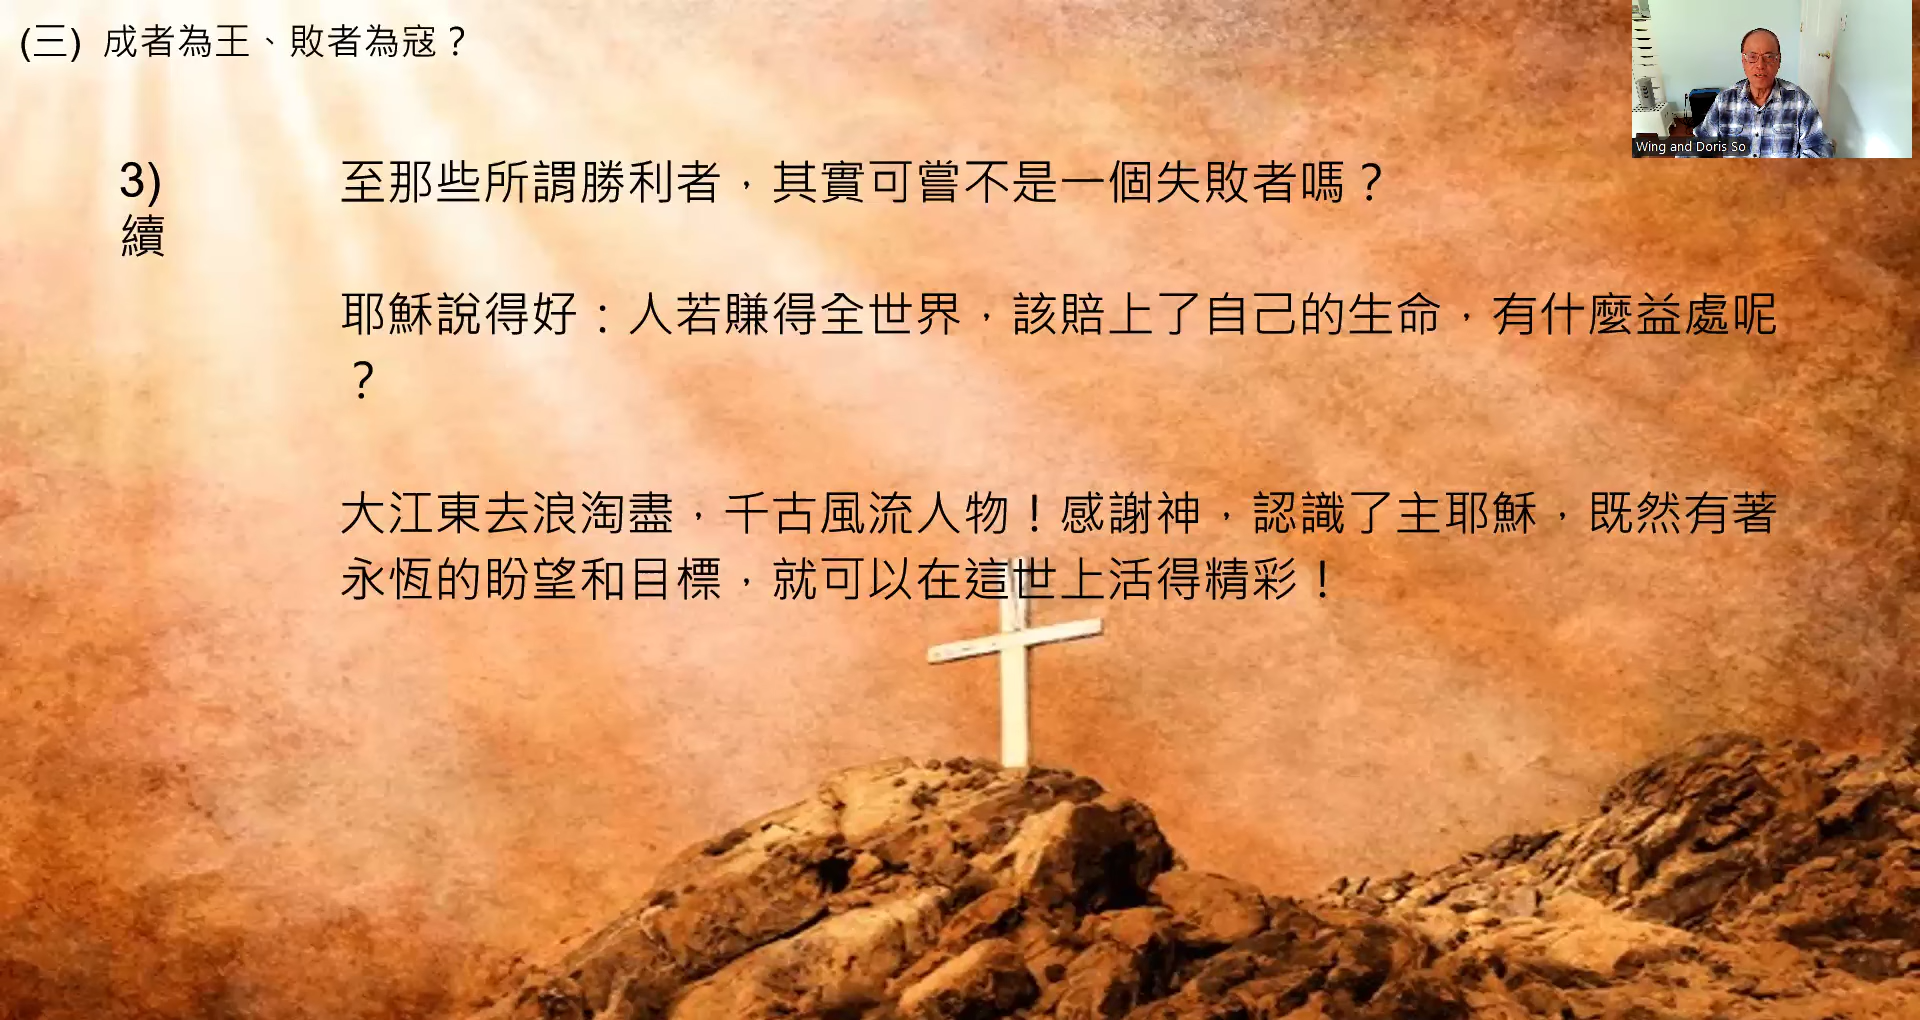 (三) 成者為王、敗者為寇？
Wing and Doris So
3) 至那些所謂勝利者，其實可嘗不是一個失敗者嗎？
續
耶穌說得好：人若賺得全世界，該賠上了自己的生命，有什麼益處呢
？
大江東去浪淘盡，千古風流人物！感謝神，認識了主耶穌，既然有著
永恆的盼望和目標，就可以在這世上活得精彩！